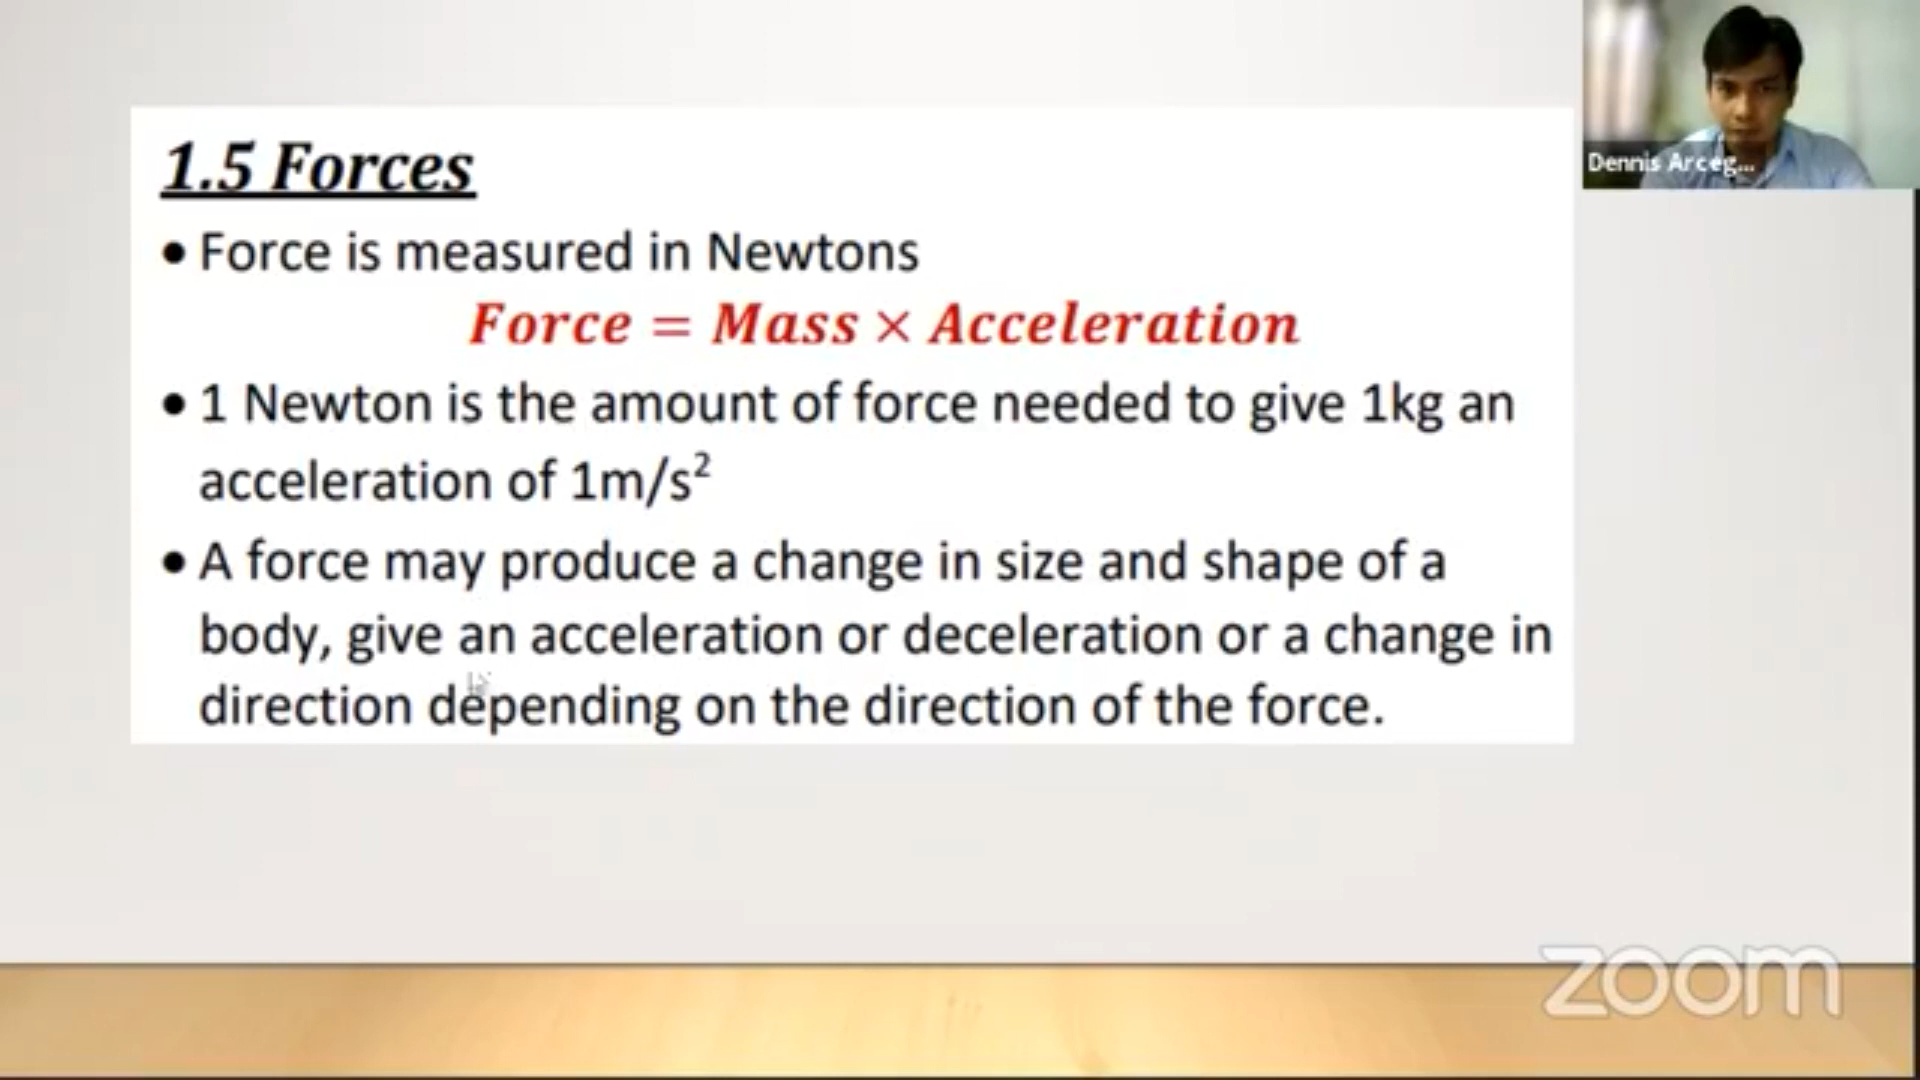 1.5 Forces
• Force is measured in Newtons
Force = Mass × Acceleration
• 1 Newton is the amount of force needed to give 1kg an
acceleration of 1m/s²
• A force may produce a change in size and shape of a
body, give an acceleration or deceleration or a change in
direction depending on the direction of the force.
Dennis Arceg...
zoom